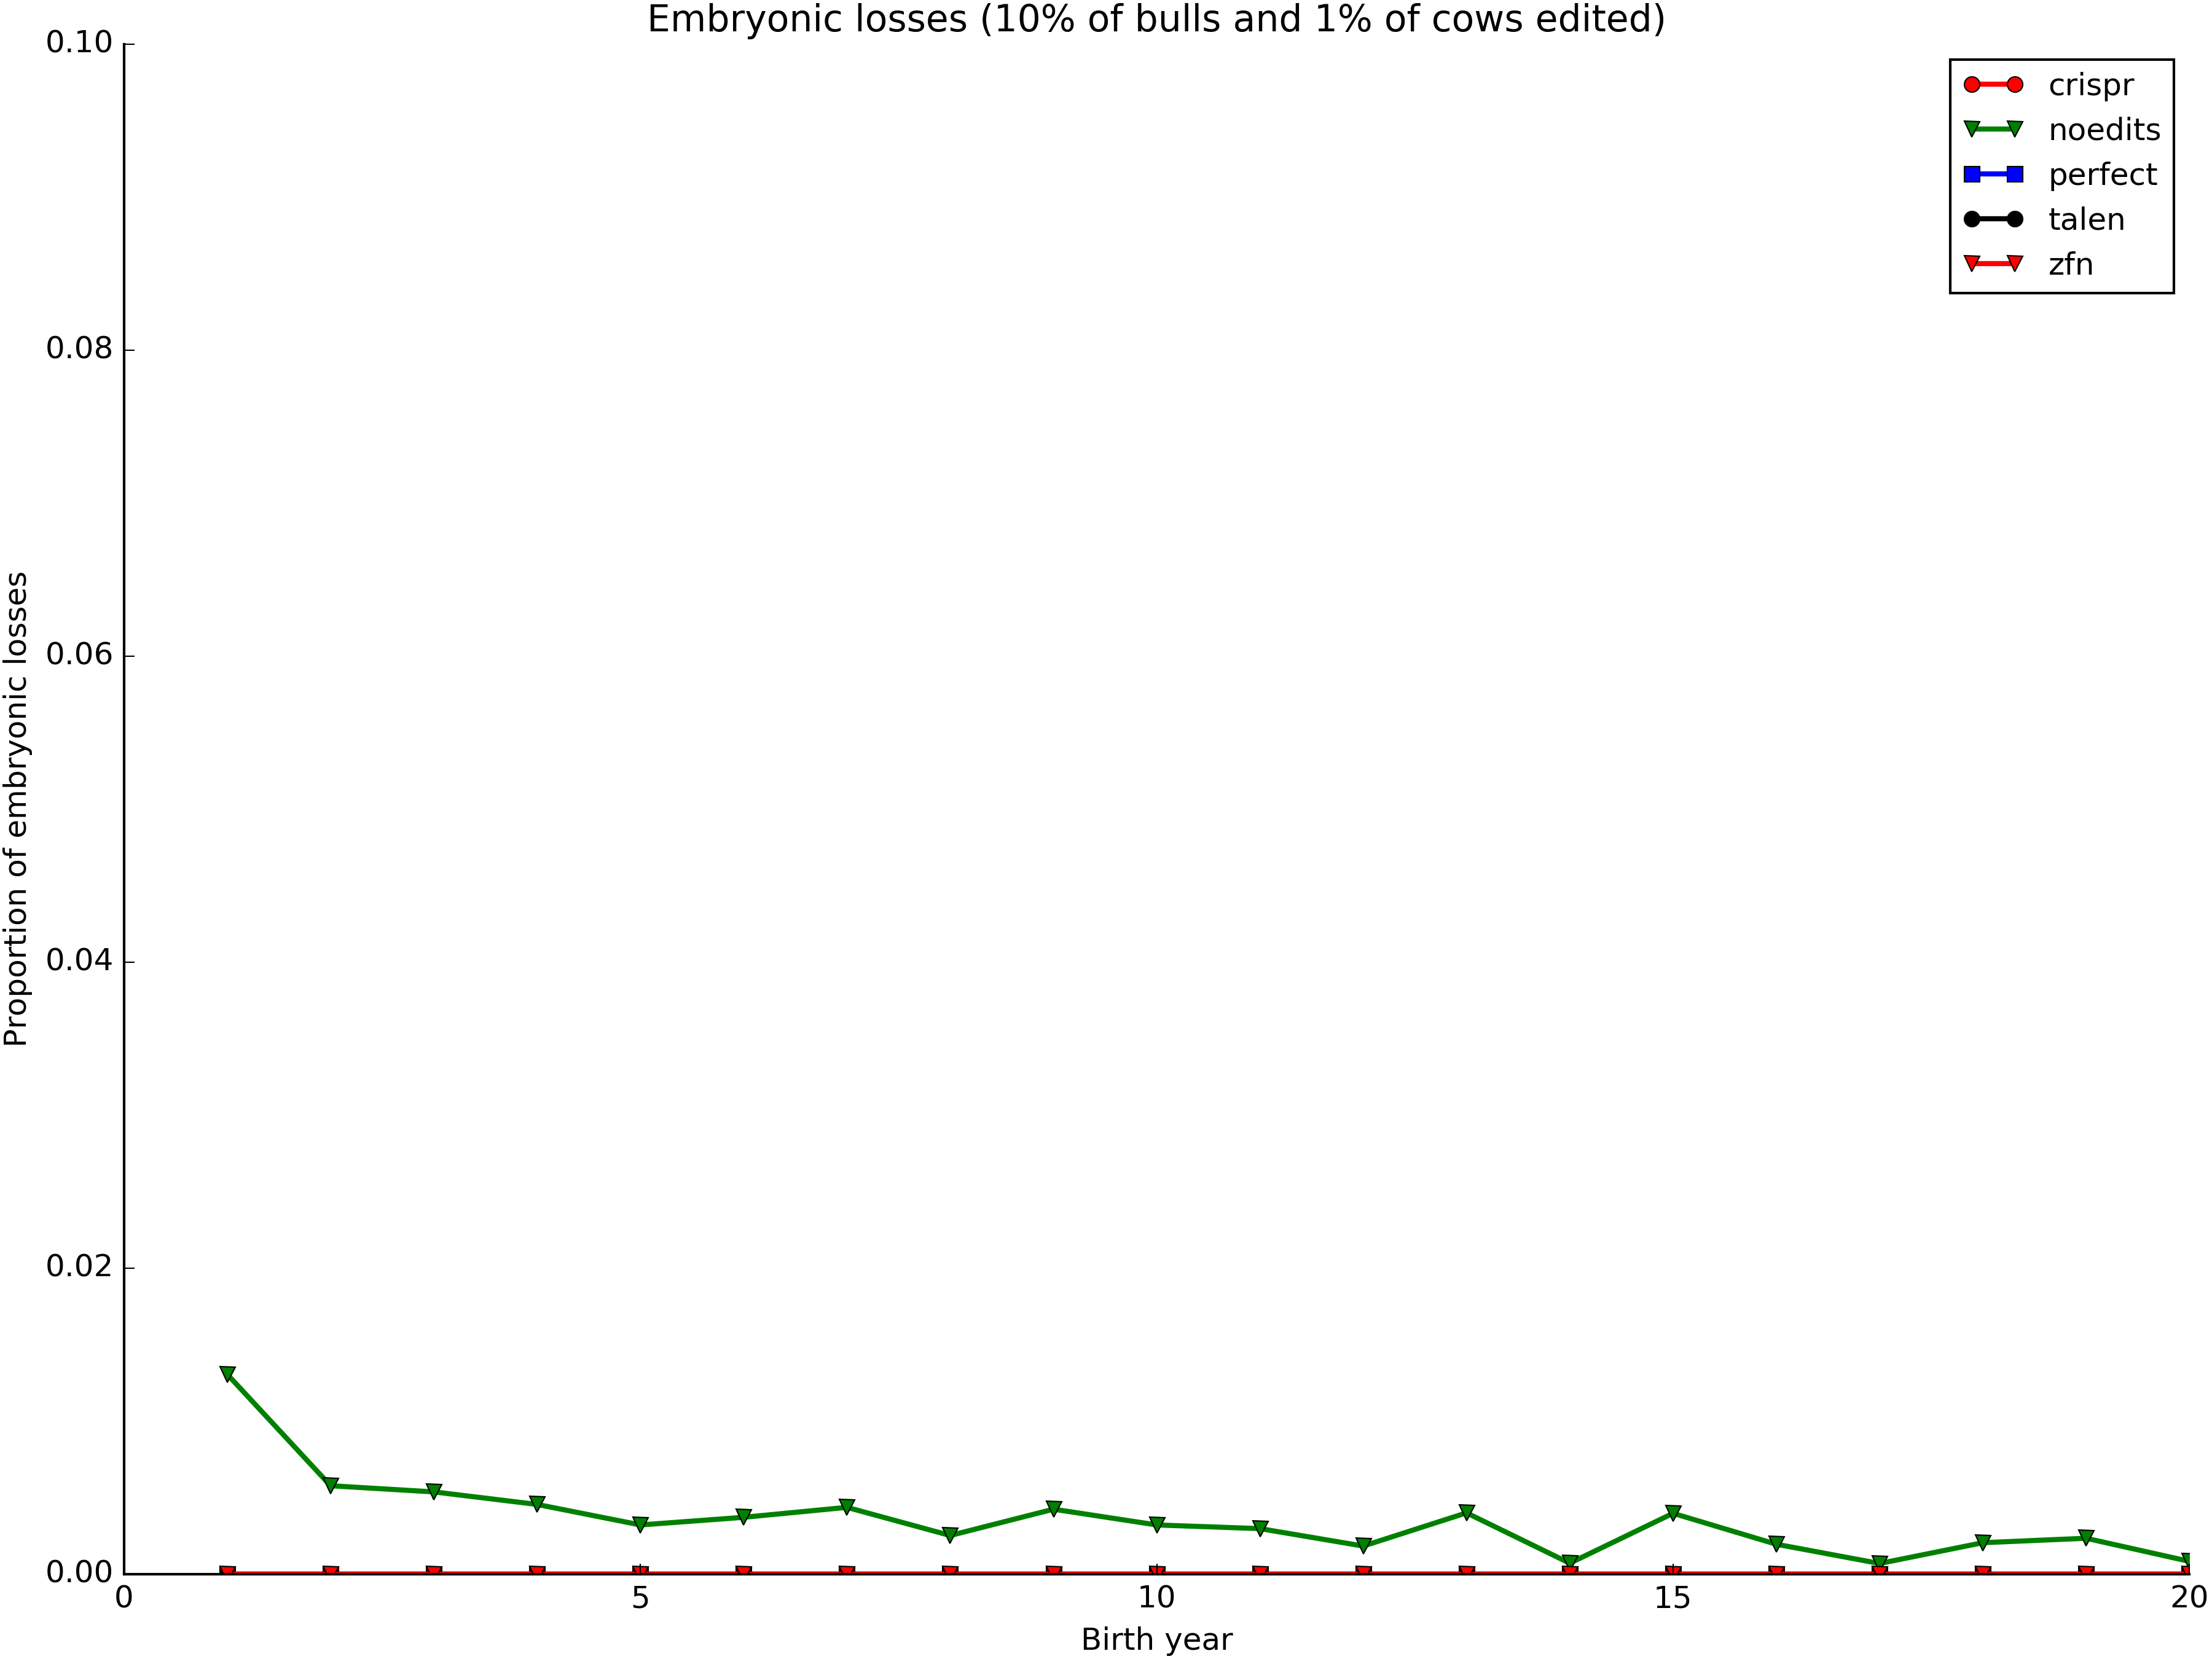 Embryonic losses (10% of bulls and 1% of cows edited)
0.10
0.08
0.06
0.04
0.02
0.00
Proportion of embryonic losses
crispr
noedits
perfect
talen
zfn
0 5 10 15 20
Birth year